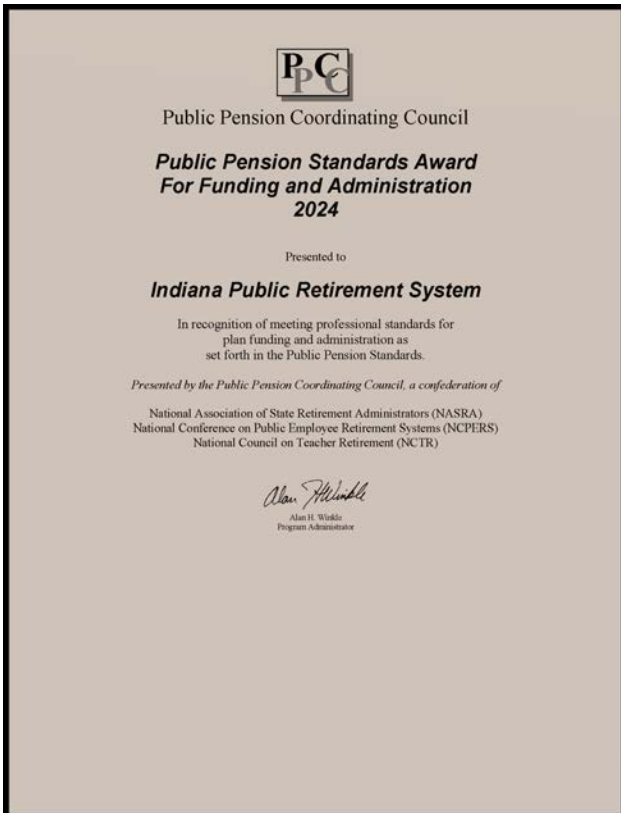 PPCC
Public Pension Coordinating Council
Public Pension Standards Award
For Funding and Administration
2024
Presented to
Indiana Public Retirement System
In recognition of meeting professional standards for
plan funding and administration as
set forth in the Public Pension Standards.
Presented by the Public Pension Coordinating Council, a confederation of
National Association of State Retirement Administrators (NASRA)
National Conference on Public Employee Retirement Systems (NCPERS)
National Council on Teacher Retirement (NCTR)
Alan H Winkle
Alan H. Winkle
Program Administrator